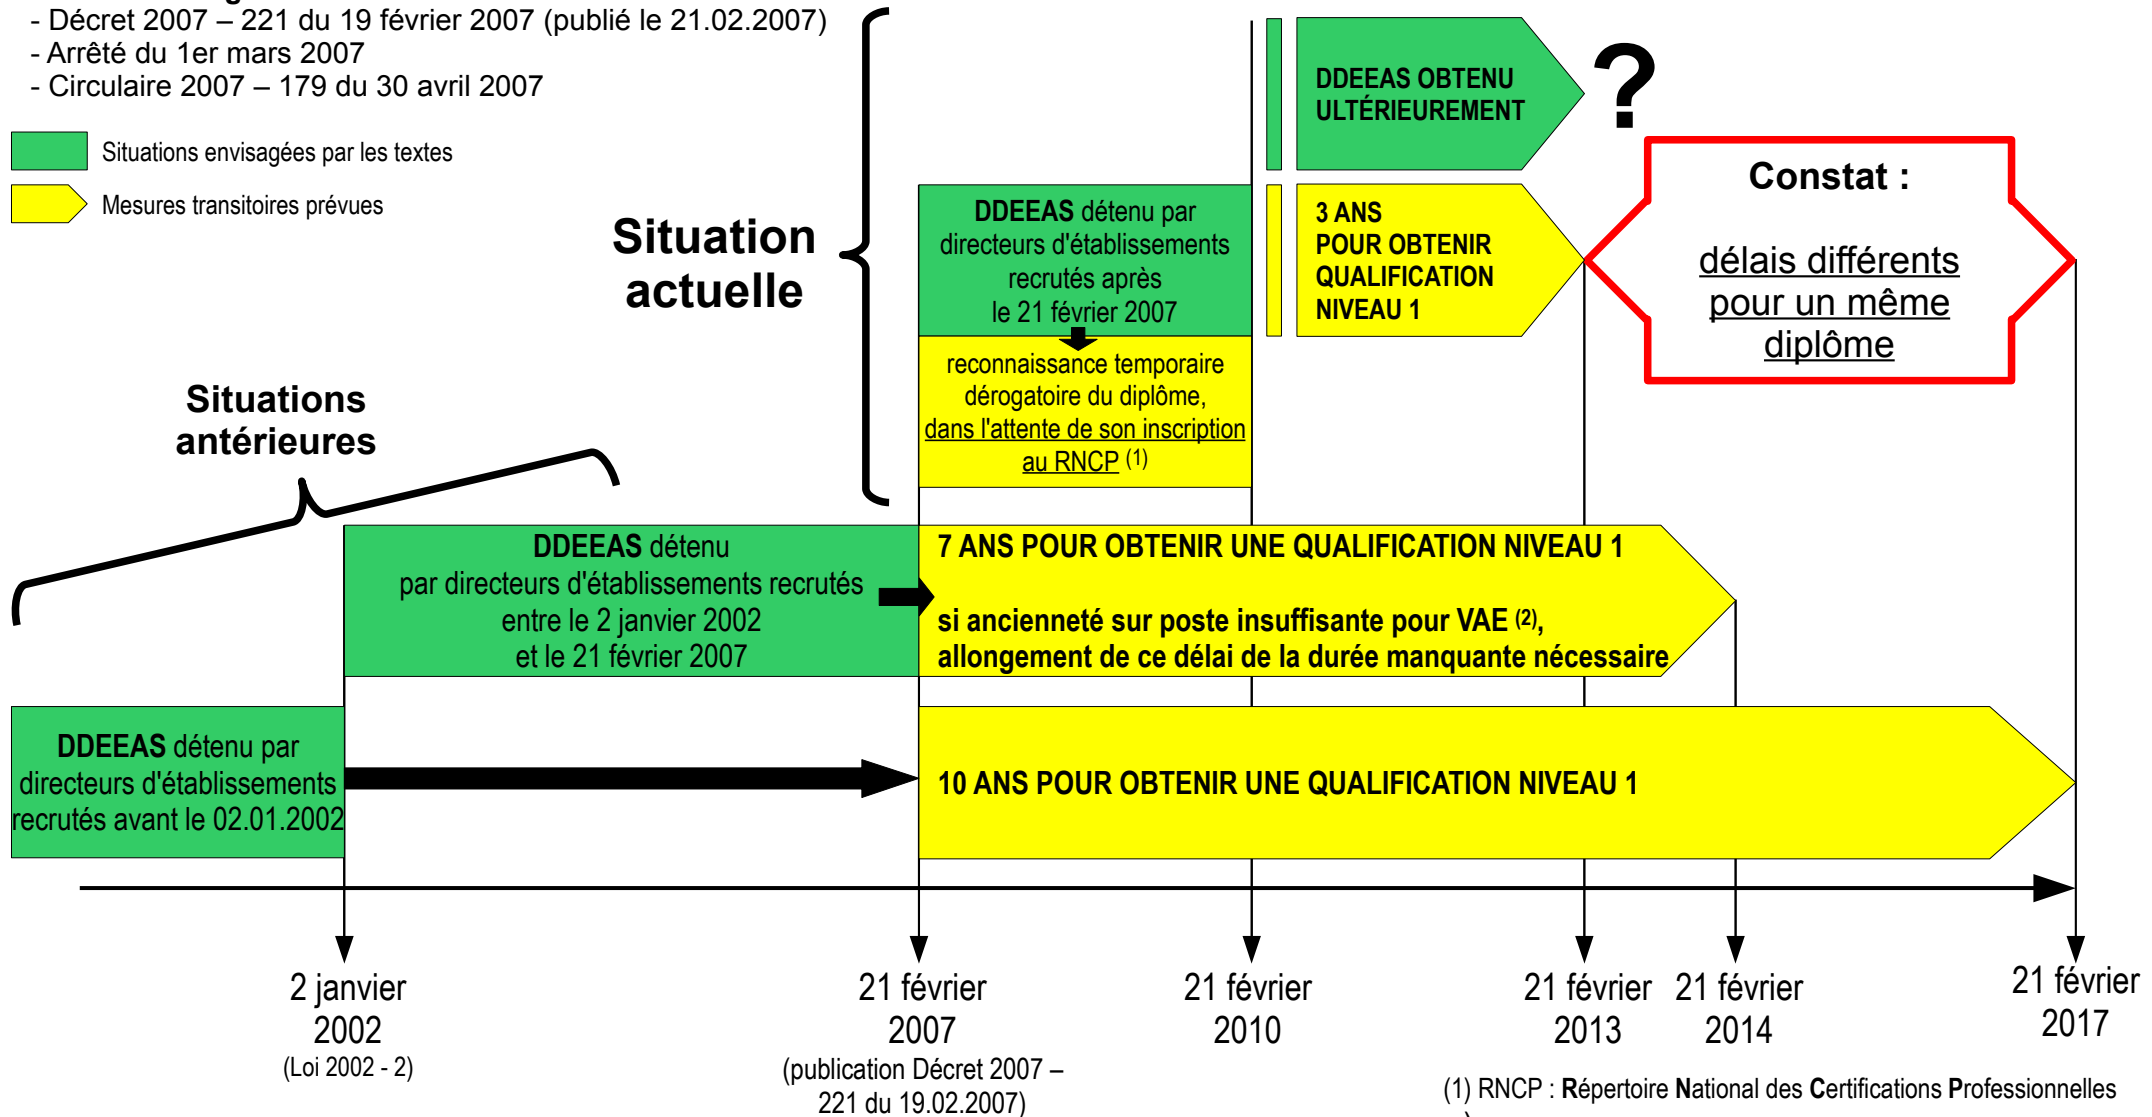 - Décret 2007 – 221 du 19 février 2007 (publié le 21.02.2007)
- Arrêté du 1er mars 2007
- Circulaire 2007 – 179 du 30 avril 2007
Situations envisagées par les textes
Mesures transitoires prévues
Situation
actuelle
DDEEAS OBTENU
ULTÉRIEUREMENT
?
3 ANS
POUR OBTENIR
QUALIFICATION
NIVEAU 1
Constat :
délais différents
pour un même
diplôme
DDEEAS détenu par
directeurs d'établissements
recrutés après
le 21 février 2007
reconnaissance temporaire
dérogatoire du diplôme,
dans l'attente de son inscription
au RNCP (1)
Situations
antérieures
DDEEAS détenu
par directeurs d'établissements recrutés
entre le 2 janvier 2002
et le 21 février 2007
7 ANS POUR OBTENIR UNE QUALIFICATION NIVEAU 1
si ancienneté sur poste insuffisante pour VAE (2),
allongement de ce délai de la durée manquante nécessaire
DDEEAS détenu par
directeurs d'établissements
recrutés avant le 02.01.2002
10 ANS POUR OBTENIR UNE QUALIFICATION NIVEAU 1
2 janvier
2002
(Loi 2002 - 2)
21 février
2007
(publication Décret 2007 –
221 du 19.02.2007)
21 février
2010
21 février
2013
21 février
2014
21 février
2017
(1) RNCP : Répertoire National des Certifications Professionnelles